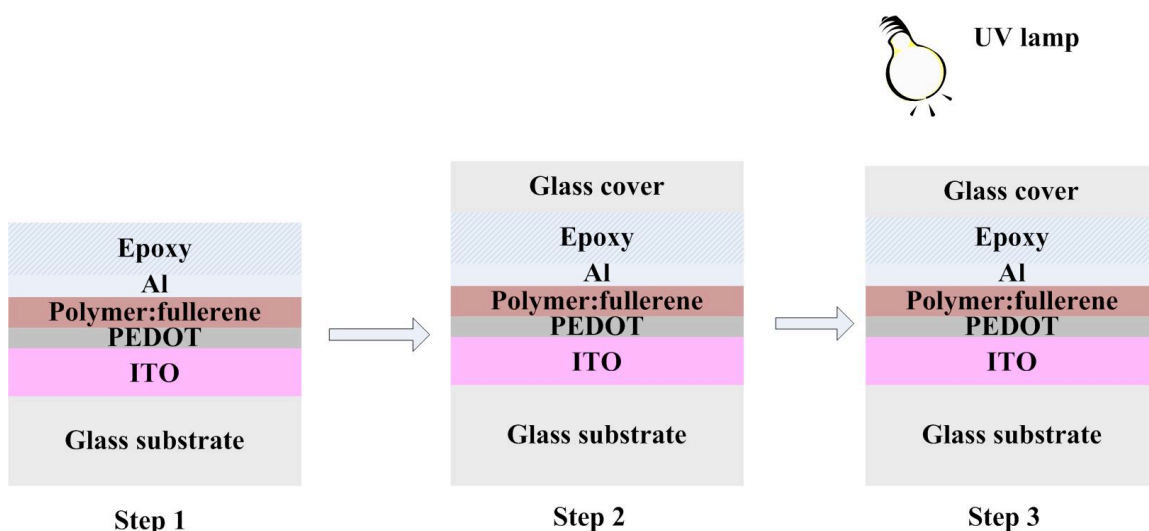 UV lamp
Epoxy
Al
Polymer:fullerene
PEDOT
ITO
Glass substrate
Step 1
Glass cover
Epoxy
Al
Polymer:fullerene
PEDOT
ITO
Glass substrate
Step 2
Glass cover
Epoxy
Al
Polymer:fullerene
PEDOT
ITO
Glass substrate
Step 3